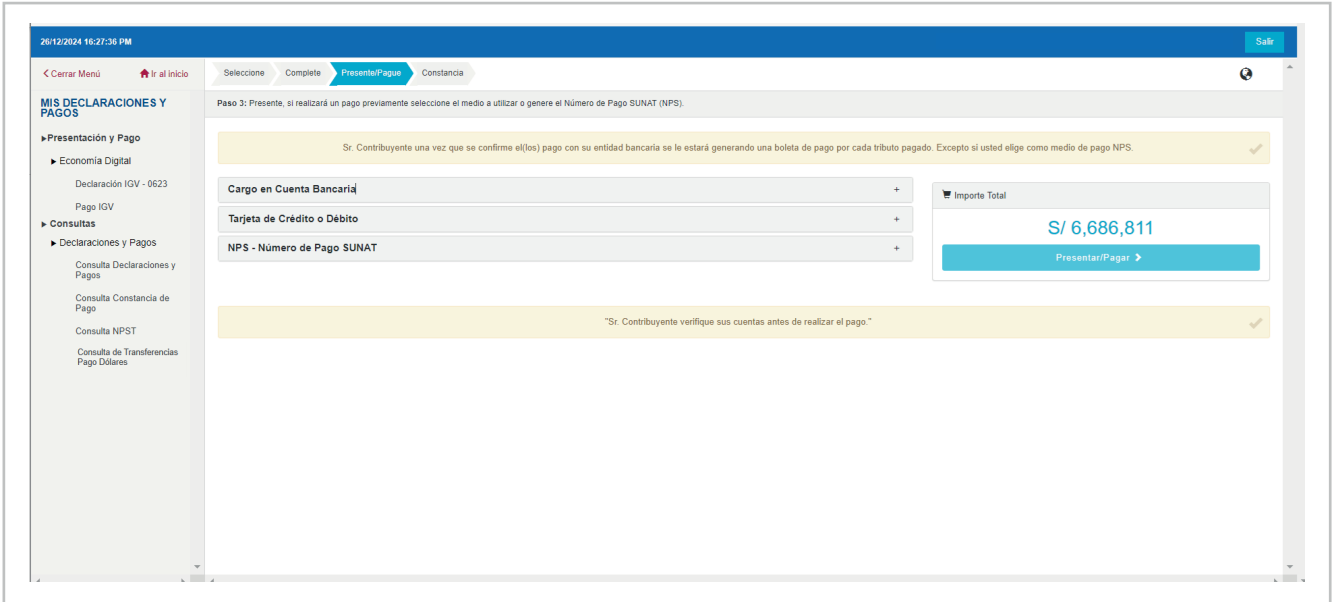 26/12/2024 16:27:36 PM
Salir
Cerrar Menú
Ir al inicio
Seleccione
Complete
Presente/Pague
Constancia
MIS DECLARACIONES Y
PAGOS
Paso 3: Presente, si realizará un pago previamente seleccione el medio a utilizar o genere el Número de Pago SUNAT (NPS).
Presentación y Pago
Economía Digital
Declaración IGV - 0623
Pago IGV
Consultas
Declaraciones y Pagos
Consulta Declaraciones y
Pagos
Consulta Constancia de
Pago
Consulta NPST
Consulta de Transferencias
Pago Dólares
Sr. Contribuyente una vez que se confirme el(los) pago con su entidad bancaria se le estará generando una boleta de pago por cada tributo pagado. Excepto si usted elige como medio de pago NPS.
Cargo en Cuenta Bancaria
+
Tarjeta de Crédito o Débito
+
NPS - Número de Pago SUNAT
+
Importe Total
S/ 6,686,811
Presentar/Pagar
"Sr. Contribuyente verifique sus cuentas antes de realizar el pago."